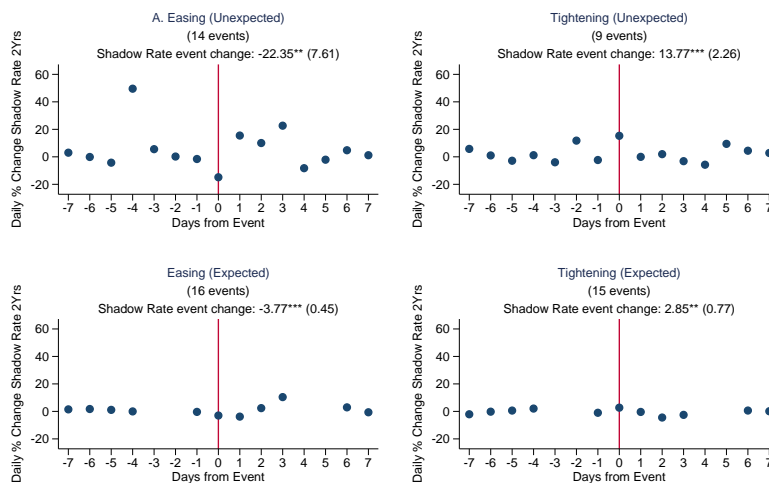 A. Easing (Unexpected)
(14 events)
Shadow Rate event change: -22.35** (7.61)
Daily % Change Shadow Rate 2Yrs
60
40
20
0
-20
-7 -6 -5 -4 -3 -2 -1 0 1 2 3 4 5 6 7
Days from Event
Tightening (Unexpected)
(9 events)
Shadow Rate event change: 13.77*** (2.26)
Daily % Change Shadow Rate 2Yrs
60
40
20
0
-20
-7 -6 -5 -4 -3 -2 -1 0 1 2 3 4 5 6 7
Days from Event
Easing (Expected)
(16 events)
Shadow Rate event change: -3.77*** (0.45)
Daily % Change Shadow Rate 2Yrs
60
40
20
0
-20
-7 -6 -5 -4 -3 -2 -1 0 1 2 3 4 5 6 7
Days from Event
Tightening (Expected)
(15 events)
Shadow Rate event change: 2.85** (0.77)
Daily % Change Shadow Rate 2Yrs
60
40
20
0
-20
-7 -6 -5 -4 -3 -2 -1 0 1 2 3 4 5 6 7
Days from Event